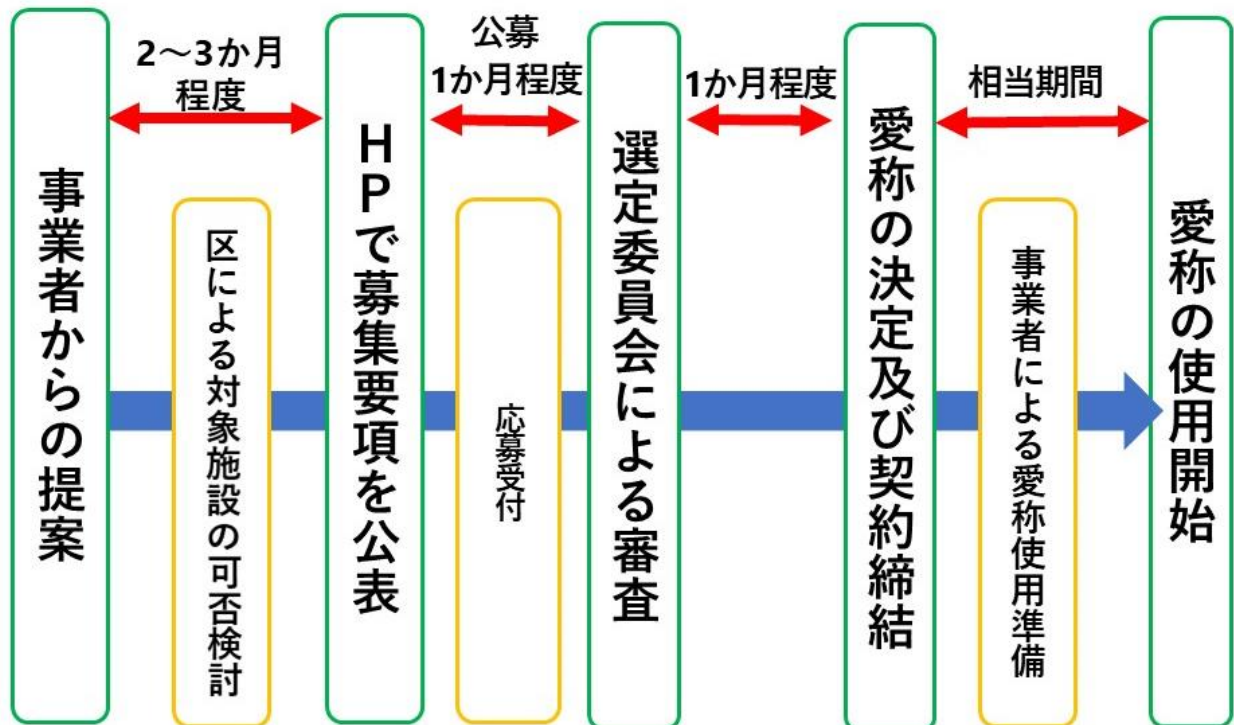 事業者からの提案
2～3か月
程度
区による対象施設の可否検討
HPで募集要項を公表
公募
1か月程度
応募受付
選定委員会による審査
1か月程度
愛称の決定及び契約締結
相当期間
事業者による愛称使用準備
愛称の使用開始